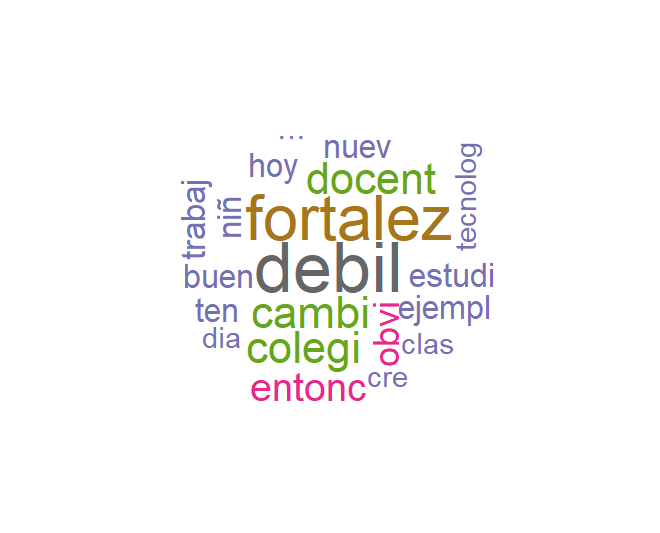 ...
nuev
hoy
docent
tecnolog
trabaj
niñ
fortalez
debil
buen
estudi
ten
cambi
obvi
ejempl
dia
colegi
clas
entonc
cre